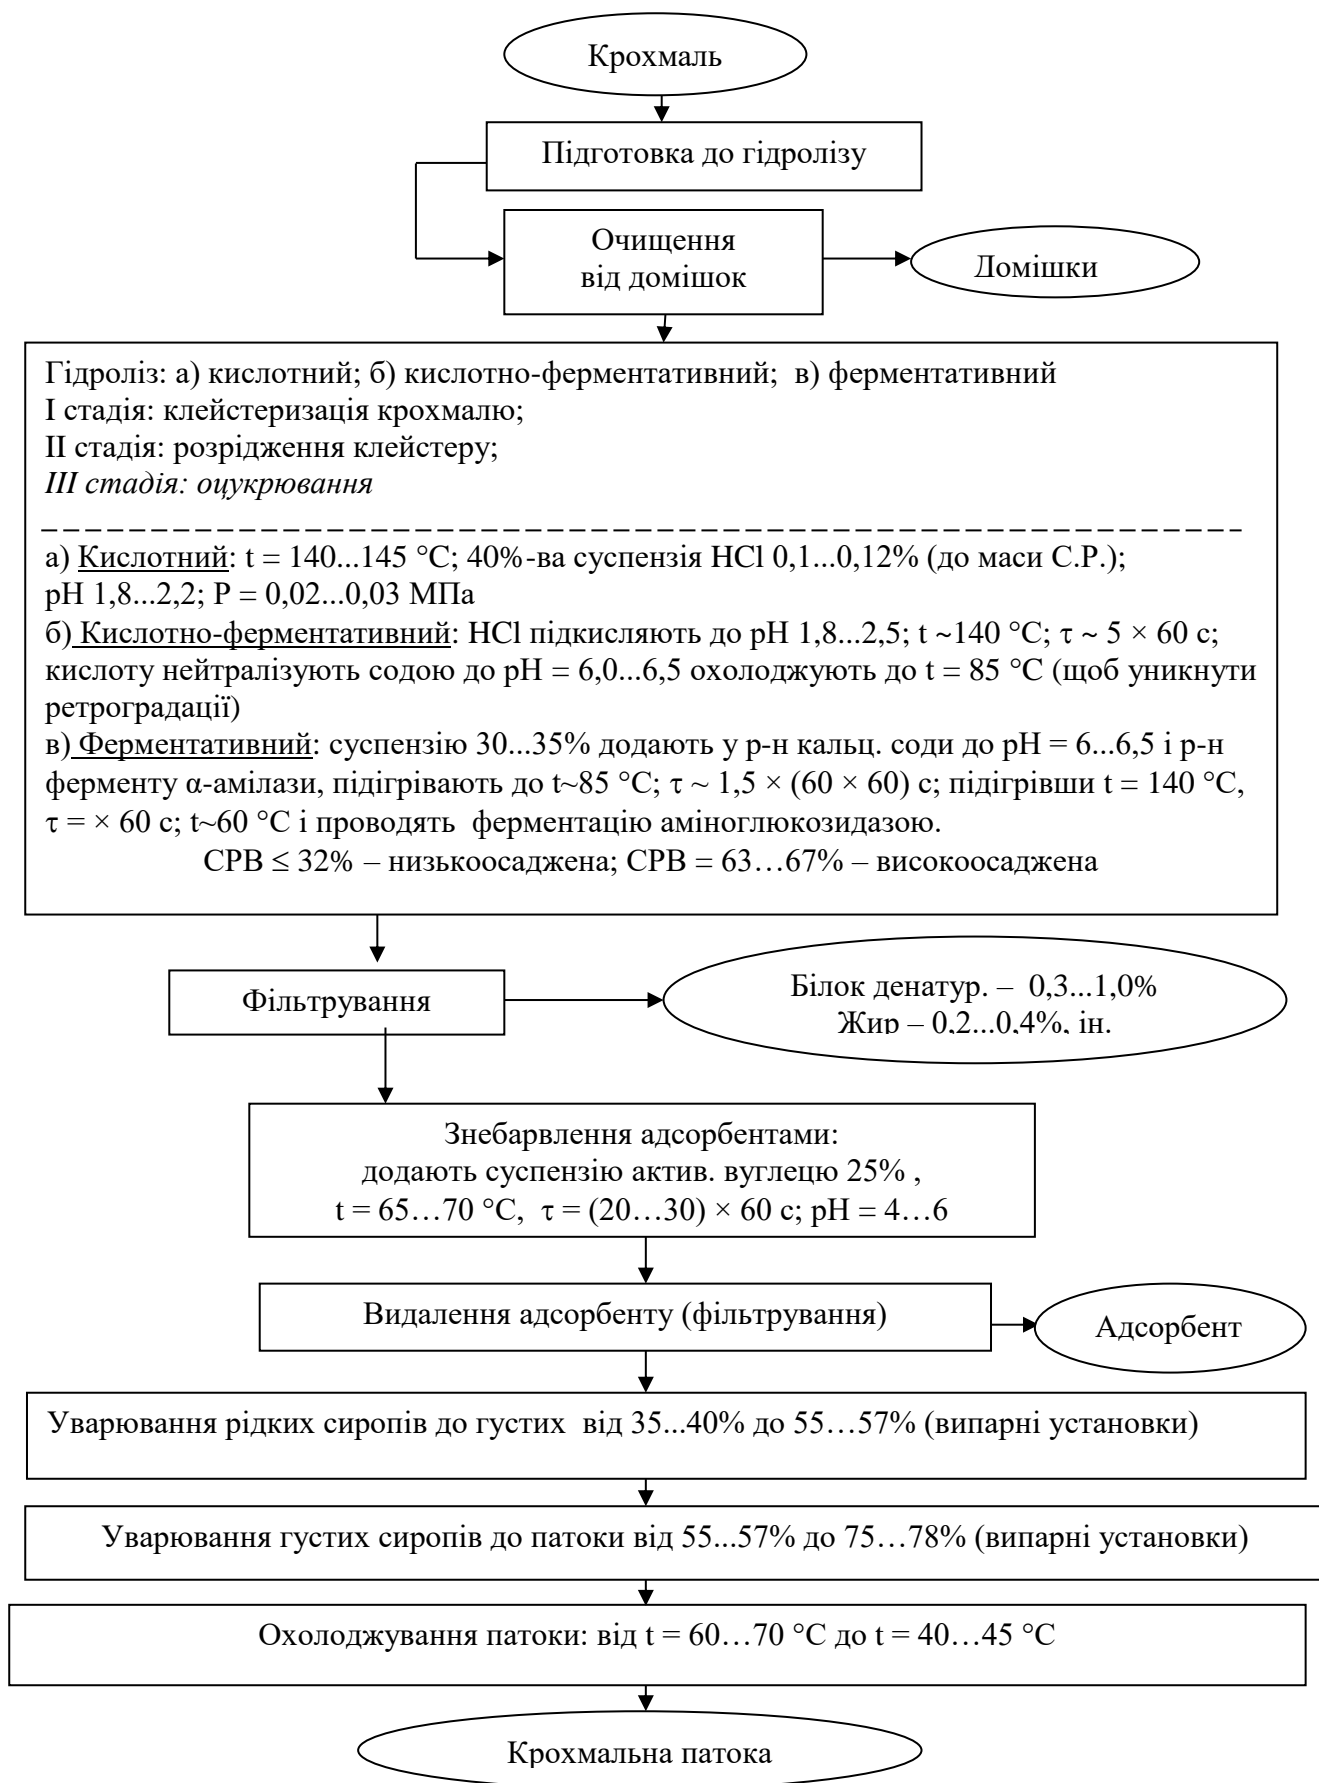 Крохмаль
Підготовка до гідролізу
Очищення
від домішок
Домішки
Гідроліз: а) кислотний; б) кислотно-ферментативний; в) ферментативний
І стадія: клейстеризація крохмалю;
ІІ стадія: розрідження клейстеру;
ІІІ стадія: оцукрювання
а) Кислотний: t = 140...145 °С; 40%-ва суспензія HCl 0,1...0,12% (до маси С.Р.);
рН 1,8...2,2; Р = 0,02...0,03 МПа
б) Кислотно-ферментативний: HCl підкисляють до рН 1,8...2,5; t ~140 °С; τ ~ 5 × 60 с;
кислоту нейтралізують содою до рН = 6,0...6,5 охолоджують до t = 85 °С (щоб уникнути
ретроградації)
в) Ферментативний: суспензію 30...35% додають у р-н кальц. соди до рН = 6...6,5 і р-н
ферменту α-амілази, підігрівають до t~85 °С; τ ~ 1,5 × (60 × 60) с; підігрівши t = 140 °С,
τ = × 60 с; t~60 °С і проводять ферментацію аміноглюкозидазою.
СРВ ≤ 32% – низькоосаджена; СРВ = 63…67% – високоосаджена
Фільтрування
Білок денатур. – 0,3...1,0%
Жир – 0,2...0,4%, ін.
Знебарвлення адсорбентами:
додають суспензію актив. вуглецю 25% ,
t = 65…70 °С, τ = (20…30) × 60 с; рН = 4…6
Видалення адсорбенту (фільтрування)
Адсорбент
Уварювання рідких сиропів до густих від 35...40% до 55…57% (випарні установки)
Уварювання густих сиропів до патоки від 55...57% до 75…78% (випарні установки)
Охолоджування патоки: від t = 60…70 °С до t = 40…45 °С
Крохмальна патока